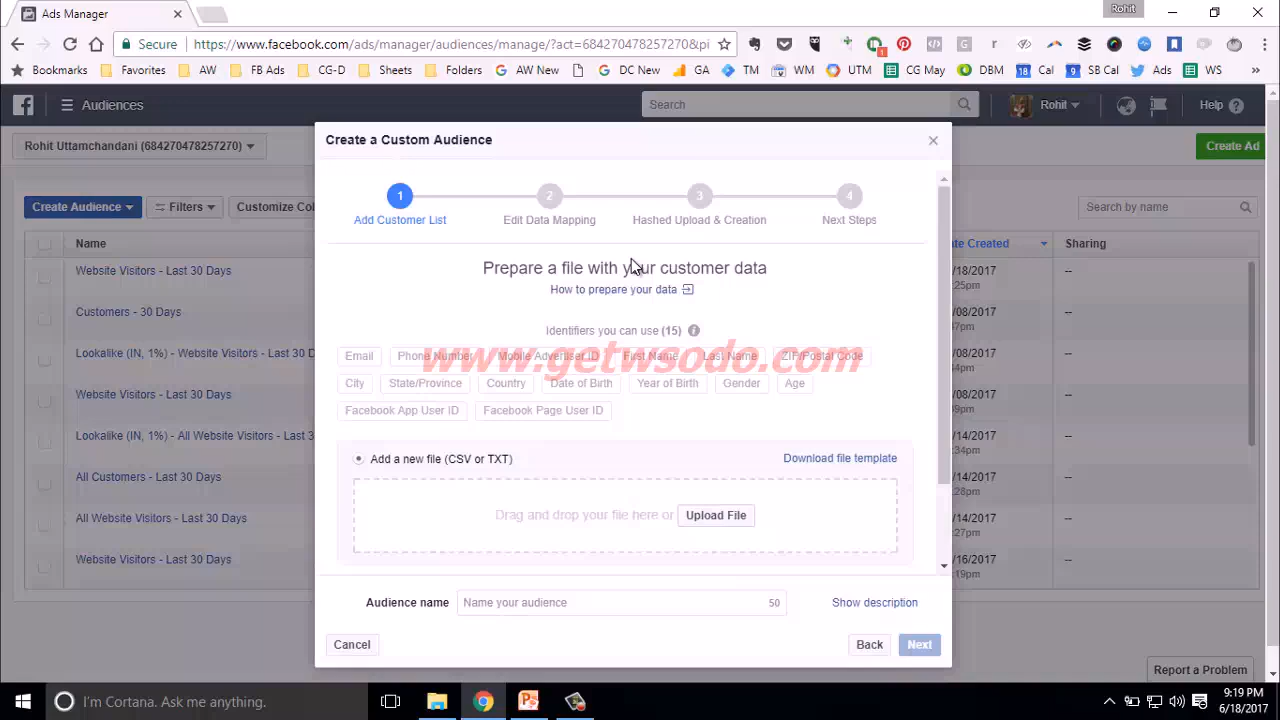 Ads Manager
Rohit
Secure https://www.facebook.com/ads/manager/audiences/manage/?act=684270478257270&pi
Bookmarks Favorites AW FB Ads CG-D Sheets Folders AW New DC New GA TM WM UTM CG May DBM 18 Cal 9 SB Cal Ads WS
Audiences Search Rohit Help
Rohit Uttamchandani (684270478257270) Create Ad
Create Audience Filters Customize Col Search by name
Name ate Created Sharing
Website Visitors - Last 30 Days /18/2017 --
:25pm
Customers - 30 Days /08/2017 --
47pm
Lookalike (IN, 1%) - Website Visitors - Last 30 D /08/2017 --
44pm
Website Visitors - Last 30 Days /08/2017 --
39pm
Lookalike (IN, 1%) - All Website Visitors - Last 3 /14/2017 --
:34pm
All Customers - Last 30 Days /14/2017 --
:28pm
All Website Visitors - Last 30 Days /14/2017 --
:27pm
Website Visitors - Last 30 Days /16/2017 --
:19pm
Create a Custom Audience
1 2 3 4
Add Customer List Edit Data Mapping Hashed Upload & Creation Next Steps
Prepare a file with your customer data
How to prepare your data
Identifiers you can use (15)
Email Phone Number Mobile Advertiser ID First Name Last Name ZIP/Postal Code
www.getwsodo.com
City State/Province Country Date of Birth Year of Birth Gender Age
Facebook App User ID Facebook Page User ID
Add a new file (CSV or TXT) Download file template
Drag and drop your file here or Upload File
Audience name Name your audience 50 Show description
Cancel Back Next
Report a Problem
I'm Cortana. Ask me anything.
9:19 PM
6/18/2017